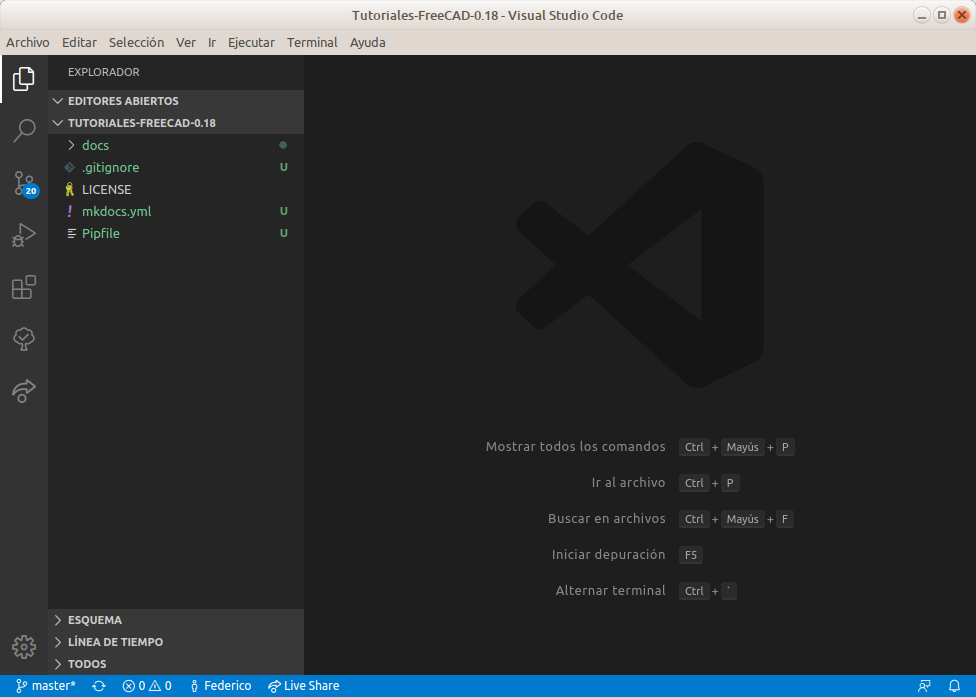 Tutoriales-FreeCAD-0.18 - Visual Studio Code
Archivo Editar Selección Ver Ir Ejecutar Terminal Ayuda
EXPLORADOR
EDITORES ABIERTOS
TUTORIALES-FREECAD-0.18
docs
.gitignore U
LICENSE
mkdocs.yml U
Pipfile U
20
Mostrar todos los comandos Ctrl + Mayús + P
Ir al archivo Ctrl + P
Buscar en archivos Ctrl + Mayús + F
Iniciar depuración F5
Alternar terminal Ctrl + `
ESQUEMA
LÍNEA DE TIEMPO
TODOS
master* 0 0 Federico Live Share